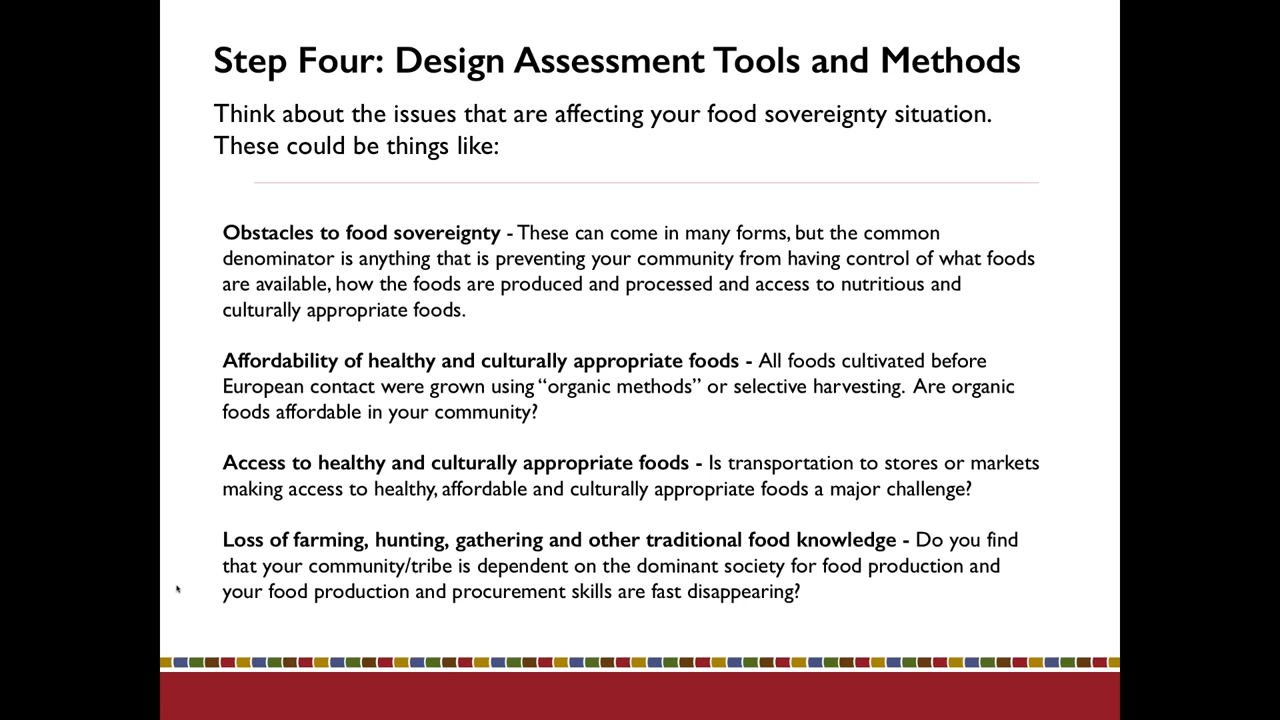 Step Four: Design Assessment Tools and Methods
Think about the issues that are affecting your food sovereignty situation.
These could be things like:
Obstacles to food sovereignty - These can come in many forms, but the common
denominator is anything that is preventing your community from having control of what foods
are available, how the foods are produced and processed and access to nutritious and
culturally appropriate foods.
Affordability of healthy and culturally appropriate foods - All foods cultivated before
European contact were grown using “organic methods” or selective harvesting. Are organic
foods affordable in your community?
Access to healthy and culturally appropriate foods - Is transportation to stores or markets
making access to healthy, affordable and culturally appropriate foods a major challenge?
Loss of farming, hunting, gathering and other traditional food knowledge - Do you find
that your community/tribe is dependent on the dominant society for food production and
your food production and procurement skills are fast disappearing?